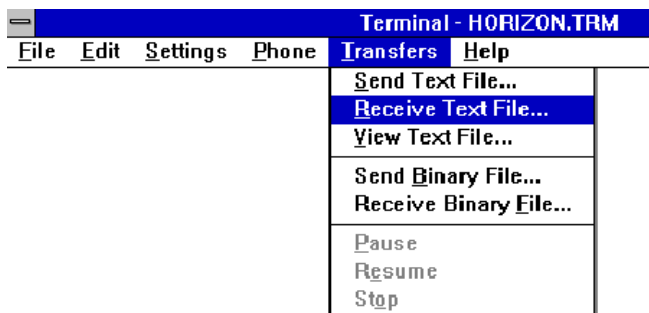 Terminal - HORIZON.TRM
File Edit Settings Phone Transfers Help
Send Text File...
Receive Text File...
View Text File...
Send Binary File...
Receive Binary File...
Pause
Resume
Stop